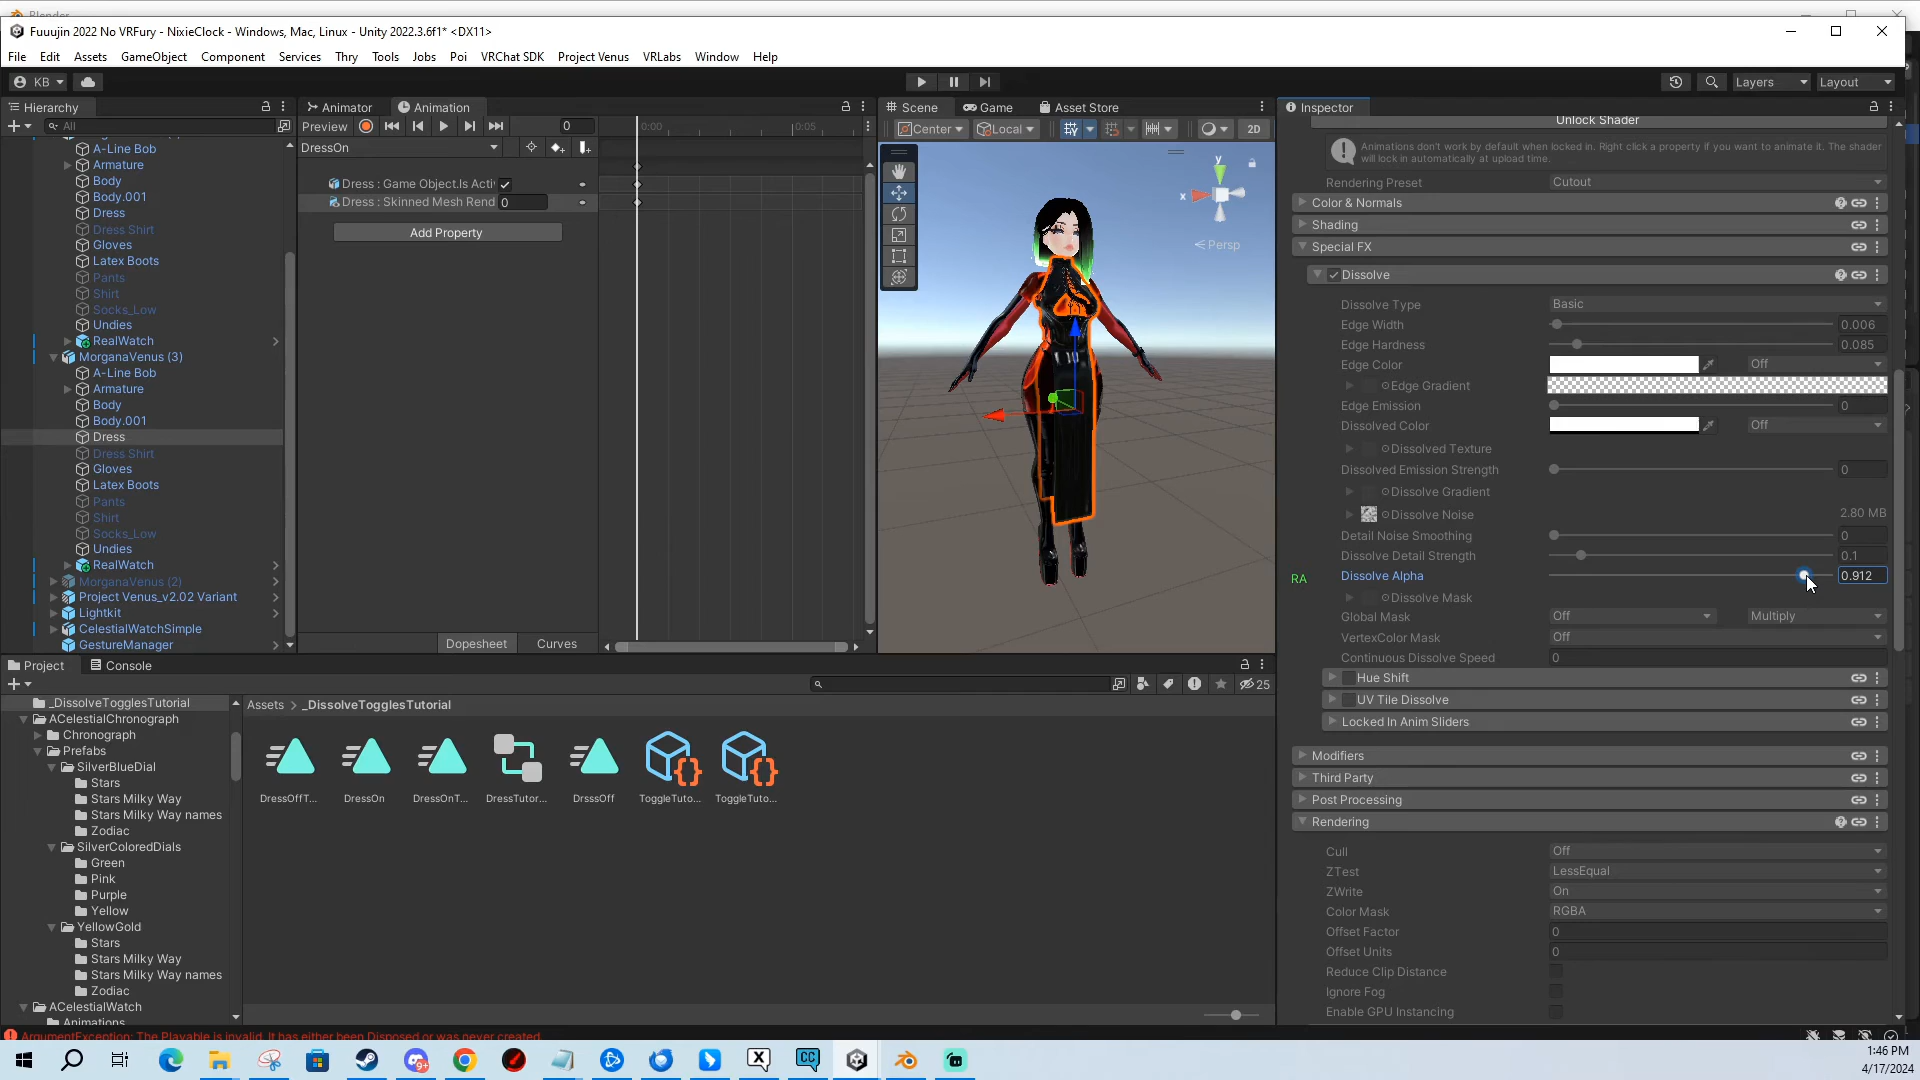 Blender
Fuuujin 2022 No VRFury - NixieClock - Windows, Mac, Linux - Unity 2022.3.6f1* <DX11>
File Edit Assets GameObject Component Services Thry Tools Jobs Poi VRChat SDK Project Venus VRLabs Window Help
KB
Layers Layout
Hierarchy
All
A-Line Bob
Armature
Body
Body.001
Dress
Dress Shirt
Gloves
Latex Boots
Pants
Shirt
Socks_Low
Undies
RealWatch
MorganaVenus (3)
A-Line Bob
Armature
Body
Body.001
Dress
Dress Shirt
Gloves
Latex Boots
Pants
Shirt
Socks_Low
Undies
RealWatch
MorganaVenus (2)
Project Venus_v2.02 Variant
Lightkit
CelestialWatchSimple
GestureManager
Animator Animation
Preview 0 0:00 0:05
DressOn
Dress : Game Object.Is Acti
Dress : Skinned Mesh Rend 0
Add Property
Dopesheet Curves
Scene Game Asset Store
Center Local 2D
y
x
Persp
Inspector
Unlock Shader
Animations don't work by default when locked in. Right click a property if you want to animate it. The shader
will lock in automatically at upload time.
Rendering Preset Cutout
Color & Normals
Shading
Special FX
Dissolve
Dissolve Type Basic
Edge Width 0.006
Edge Hardness 0.085
Edge Color Off
Edge Gradient
Edge Emission 0
Dissolved Color Off
Dissolved Texture
Dissolved Emission Strength 0
Dissolve Gradient
Dissolve Noise 2.80 MB
Detail Noise Smoothing 0
Dissolve Detail Strength 0.1
RA Dissolve Alpha 0.912
Dissolve Mask
Global Mask Off Multiply
VertexColor Mask Off
Continuous Dissolve Speed 0
Hue Shift
UV Tile Dissolve
Locked In Anim Sliders
Modifiers
Third Party
Post Processing
Rendering
Cull Off
ZTest LessEqual
ZWrite On
Color Mask RGBA
Offset Factor 0
Offset Units 0
Reduce Clip Distance
Ignore Fog
Enable GPU Instancing
Project Console
25
_DissolveTogglesTutorial
ACelestialChronograph
Chronograph
Prefabs
SilverBlueDial
Stars
Stars Milky Way
Stars Milky Way names
Zodiac
SilverColoredDials
Green
Pink
Purple
Yellow
YellowGold
Stars
Stars Milky Way
Stars Milky Way names
Zodiac
ACelestialWatch
Animations
Assets > _DissolveTogglesTutorial
DressOffT... DressOn DressOnT... DressTutor... DrsssOff ToggleTuto... ToggleTuto...
ArgumentException: The Playable is invalid. It has either been Disposed or was never created.
9+
CC
1:46 PM
4/17/2024